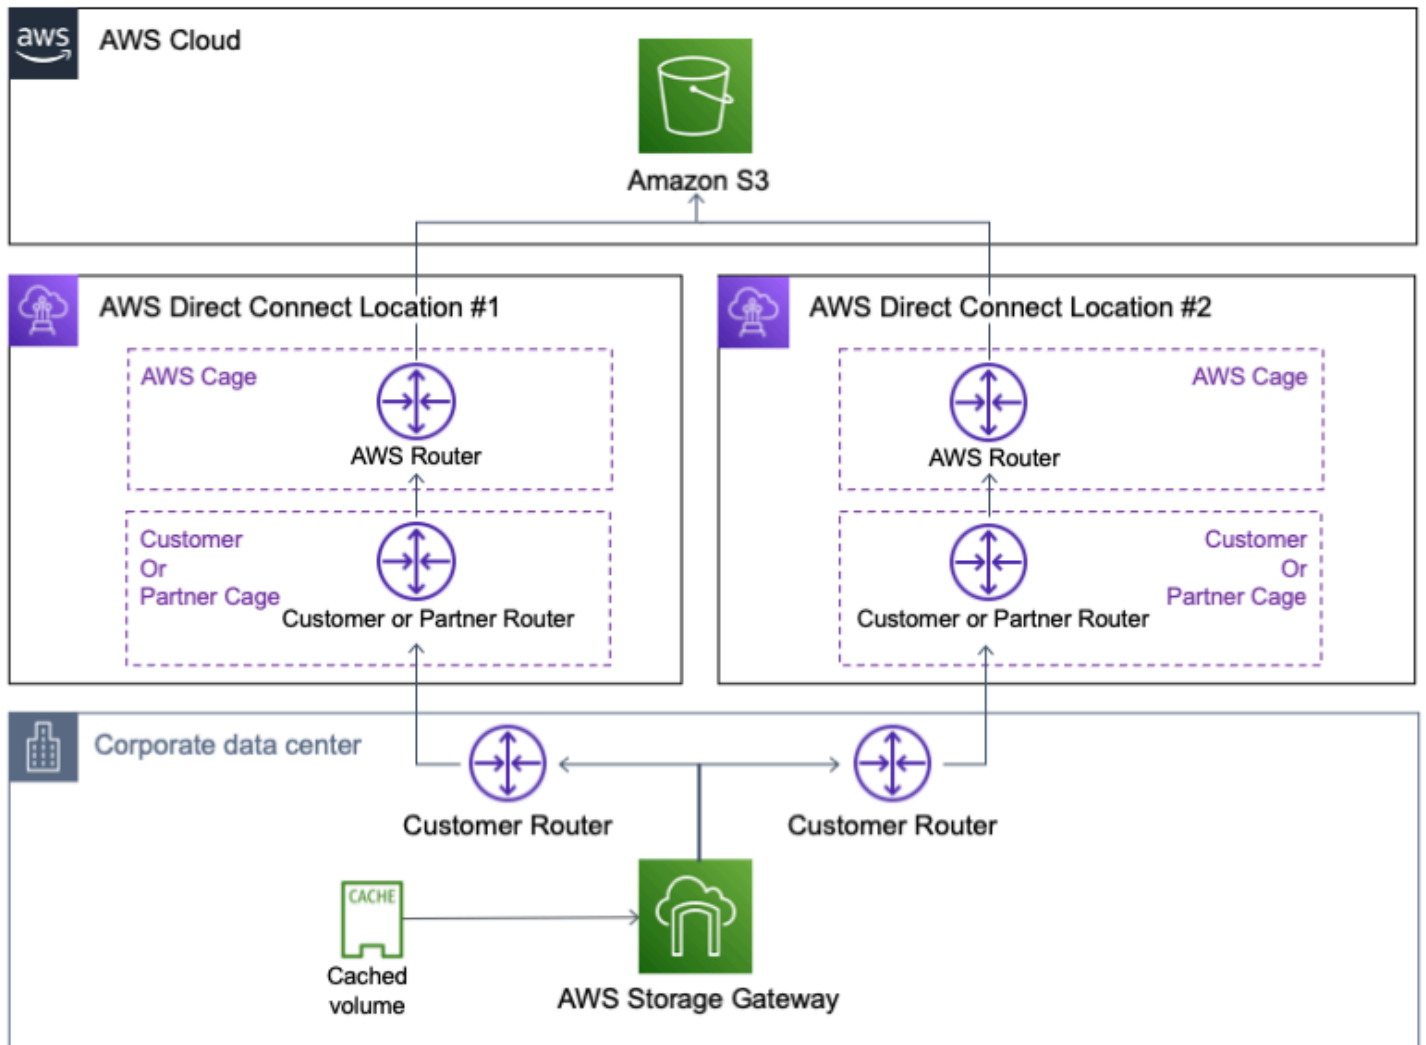 aws
AWS Cloud
Amazon S3
AWS Direct Connect Location #1
AWS Cage
AWS Router
Customer
Or
Partner Cage
Customer or Partner Router
AWS Direct Connect Location #2
AWS Cage
AWS Router
Customer
Or
Partner Cage
Customer or Partner Router
Corporate data center
Customer Router
Customer Router
CACHE
Cached
volume
AWS Storage Gateway